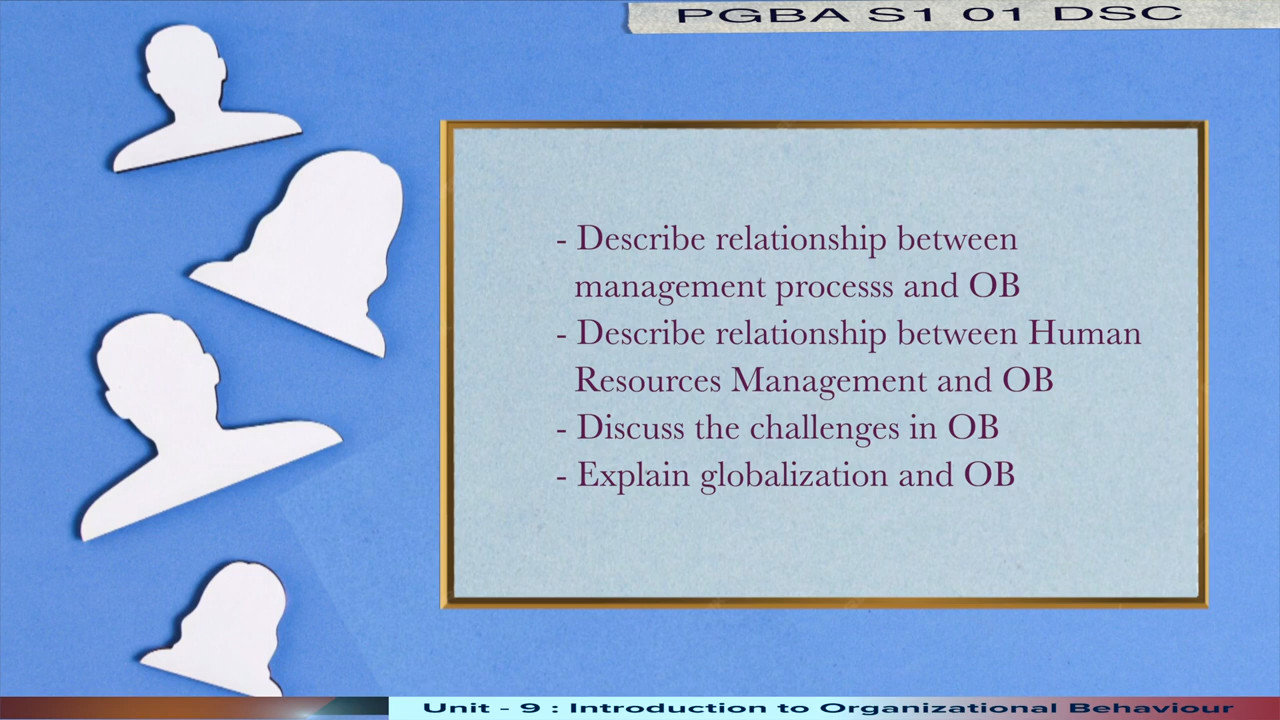 PGBA S1 01 DSC
- Describe relationship between
management processs and OB
- Describe relationship between Human
Resources Management and OB
- Discuss the challenges in OB
- Explain globalization and OB
Unit - 9 : Introduction to Organizational Behaviour